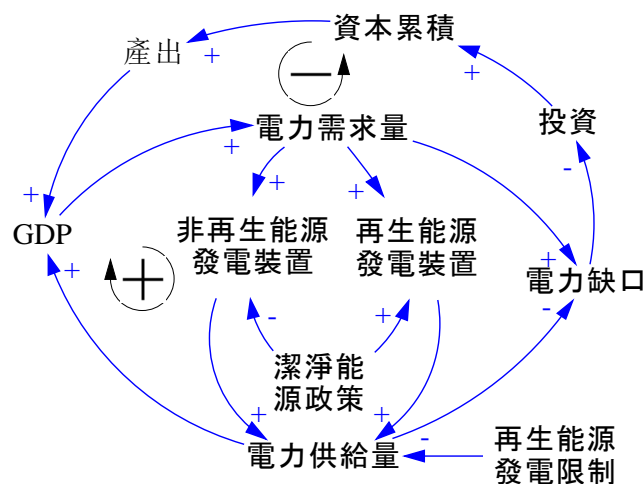 資本累積
產出
+
+
投資
電力需求量
+
+
+
-
+
GDP
非再生能源
發電裝置
再生能源
發電裝置
+
+
電力缺口
-
+
-
潔淨能
源政策
+
+
電力供給量
-
再生能源
發電限制